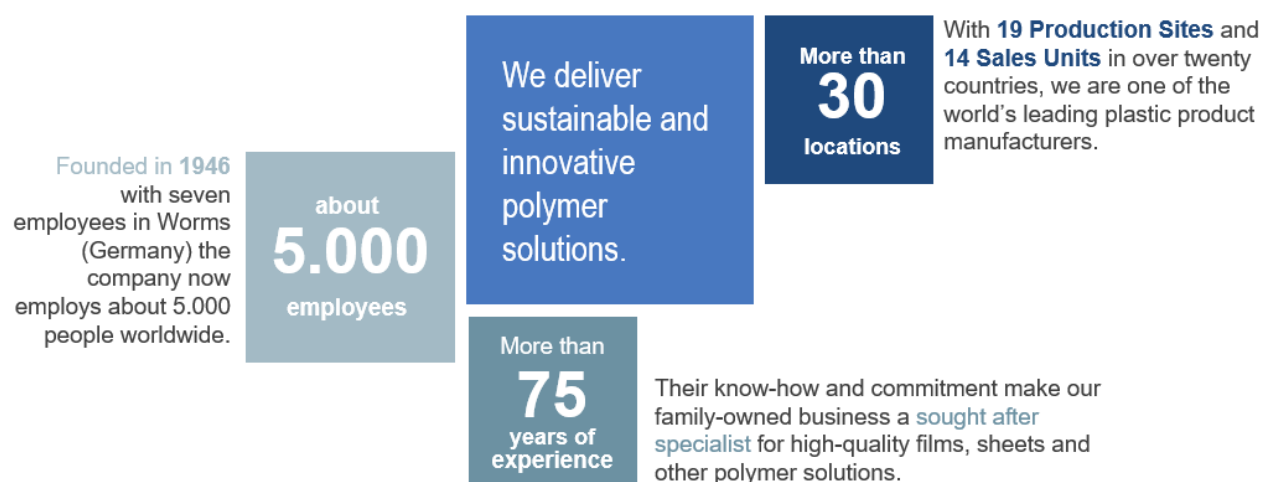 We deliver
sustainable and
innovative
polymer
solutions.
More than
30
locations
With 19 Production Sites and
14 Sales Units in over twenty
countries, we are one of the
world’s leading plastic product
manufacturers.
Founded in 1946
with seven
employees in Worms
(Germany) the
company now
employs about 5.000
people worldwide.
about
5.000
employees
More than
75
years of
experience
Their know-how and commitment make our
family-owned business a sought after
specialist for high-quality films, sheets and
other polymer solutions.